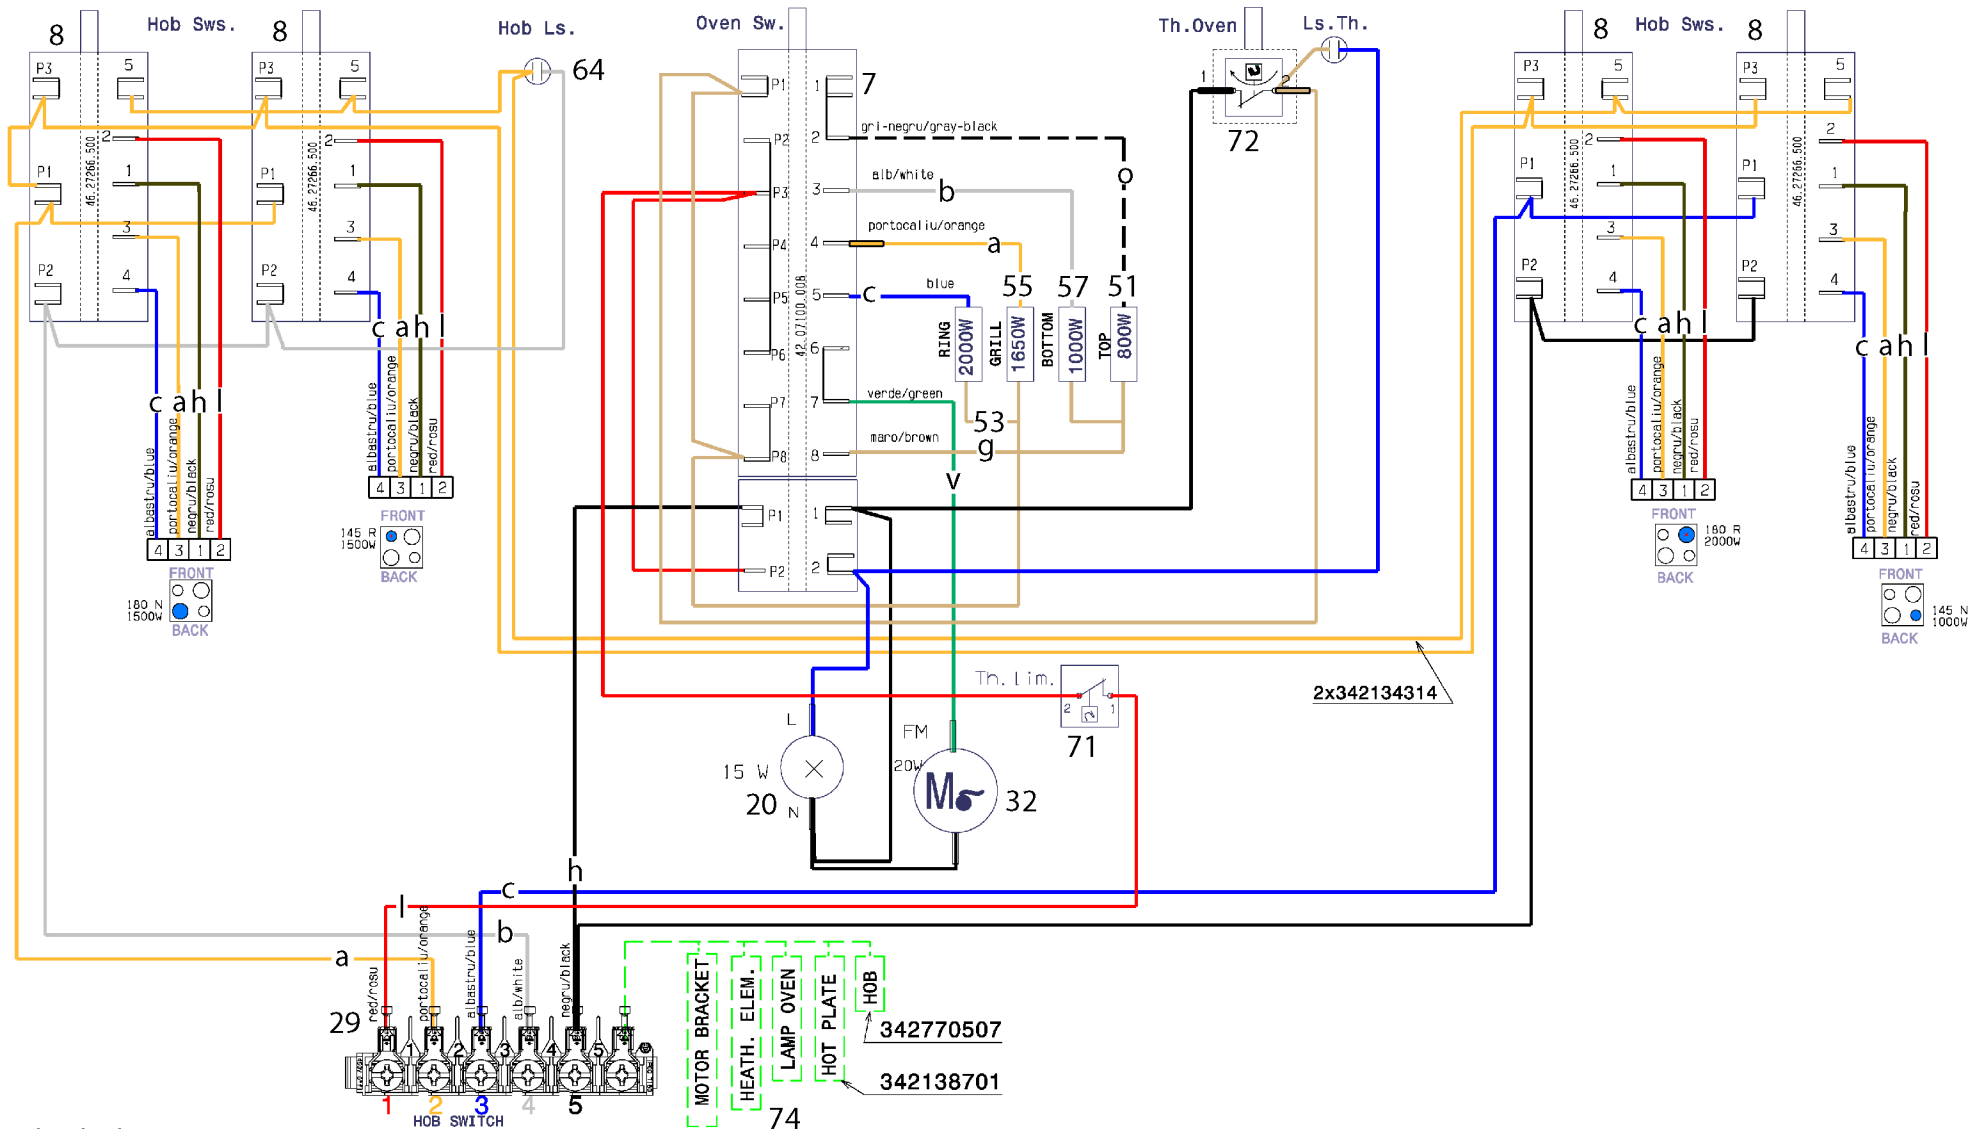 Hob Sws.
Hob Ls.
Oven Sw.
Th.Oven
Ls.Th.
Hob Sws.
8
8
64
7
72
8
8
P3
5
2
P1
1
3
P2
4
46.27266.500
P3
5
2
P1
1
3
P2
4
46.27266.500
c a h l
albastru/blue
portocaliu/orange
negru/black
red/rosu
4 3 1 2
FRONT
180 N
1500W
BACK
c a h l
albastru/blue
portocaliu/orange
negru/black
red/rosu
4 3 1 2
FRONT
145 R
1500W
BACK
P1
P2
P3
P4
P5
P6
P7
P8
1
2
3
4
5
6
7
8
P1
1
P2
2
gri-negru/gray-black
o
alb/white
b
portocaliu/orange
a
blue
c
verde/green
v
maro/brown
g
55
57
51
53
RING
2000W
GRILL
1650W
BOTTOM
1000W
TOP
800W
1
2
P3
5
2
P1
1
3
P2
4
46.27266.500
P3
5
2
P1
1
3
P2
4
46.27266.500
c a h l
albastru/blue
portocaliu/orange
negru/black
red/rosu
4 3 1 2
FRONT
180 R
2000W
BACK
c a h l
albastru/blue
portocaliu/orange
negru/black
red/rosu
4 3 1 2
FRONT
145 N
1000W
BACK
2x342134314
Th.Lim.
2
1
71
L
15 W
20
N
FM
20W
M
32
h
c
l
b
a
red/rosu
portocaliu/orange
albastru/blue
alb/white
negru/black
29
1 2 3 4 5
1 2 3 4 5
HOB SWITCH
MOTOR BRACKET
HEATH. ELEM.
LAMP OVEN
HOT PLATE
HOB
342770507
342138701
74